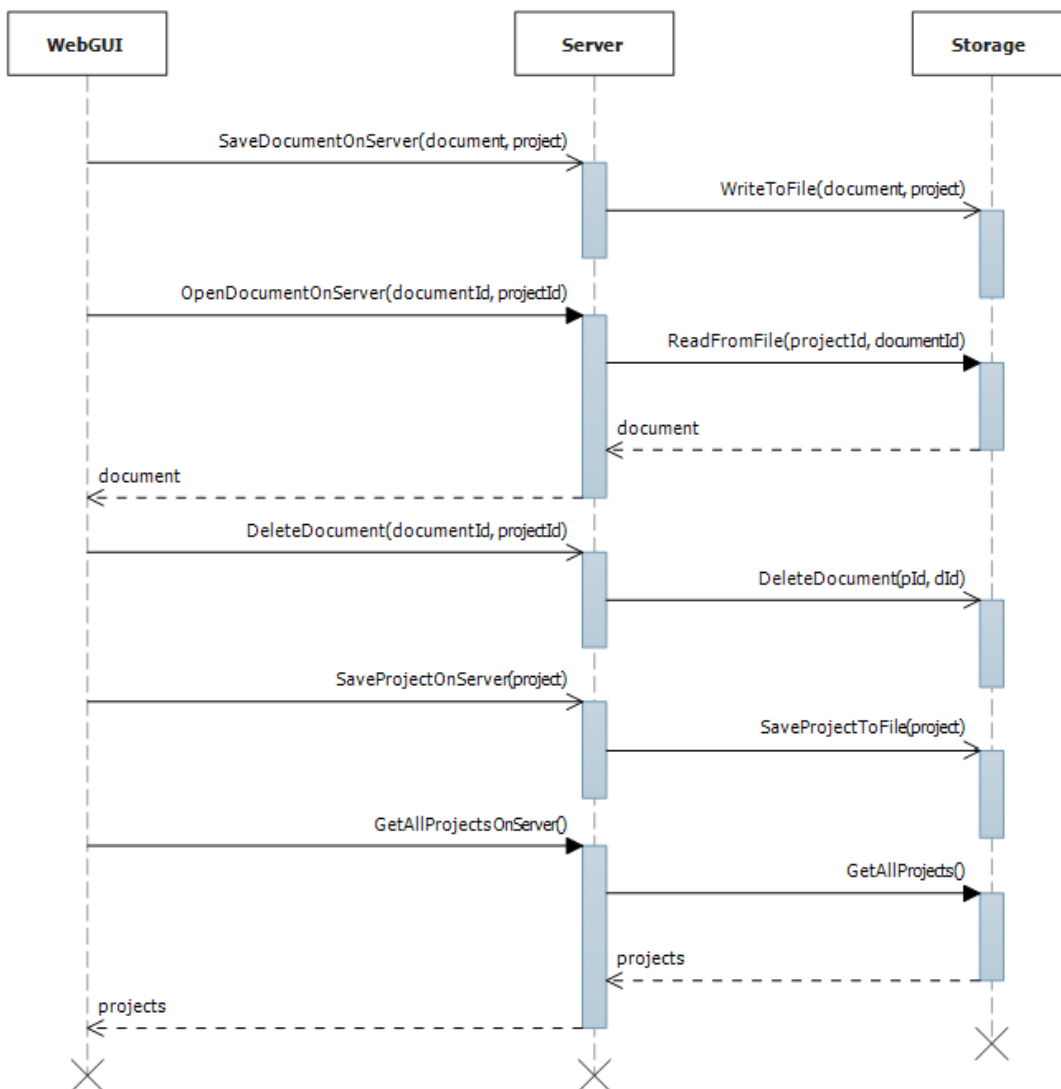 WebGUI
Server
Storage
SaveDocumentOnServer(document, project)
WriteToFile(document, project)
OpenDocumentOnServer(documentId, projectId)
ReadFromFile(projectId, documentId)
document
document
DeleteDocument(documentId, projectId)
DeleteDocument(pId, dId)
SaveProjectOnServer(project)
SaveProjectToFile(project)
GetAllProjectsOnServer()
GetAllProjects()
projects
projects